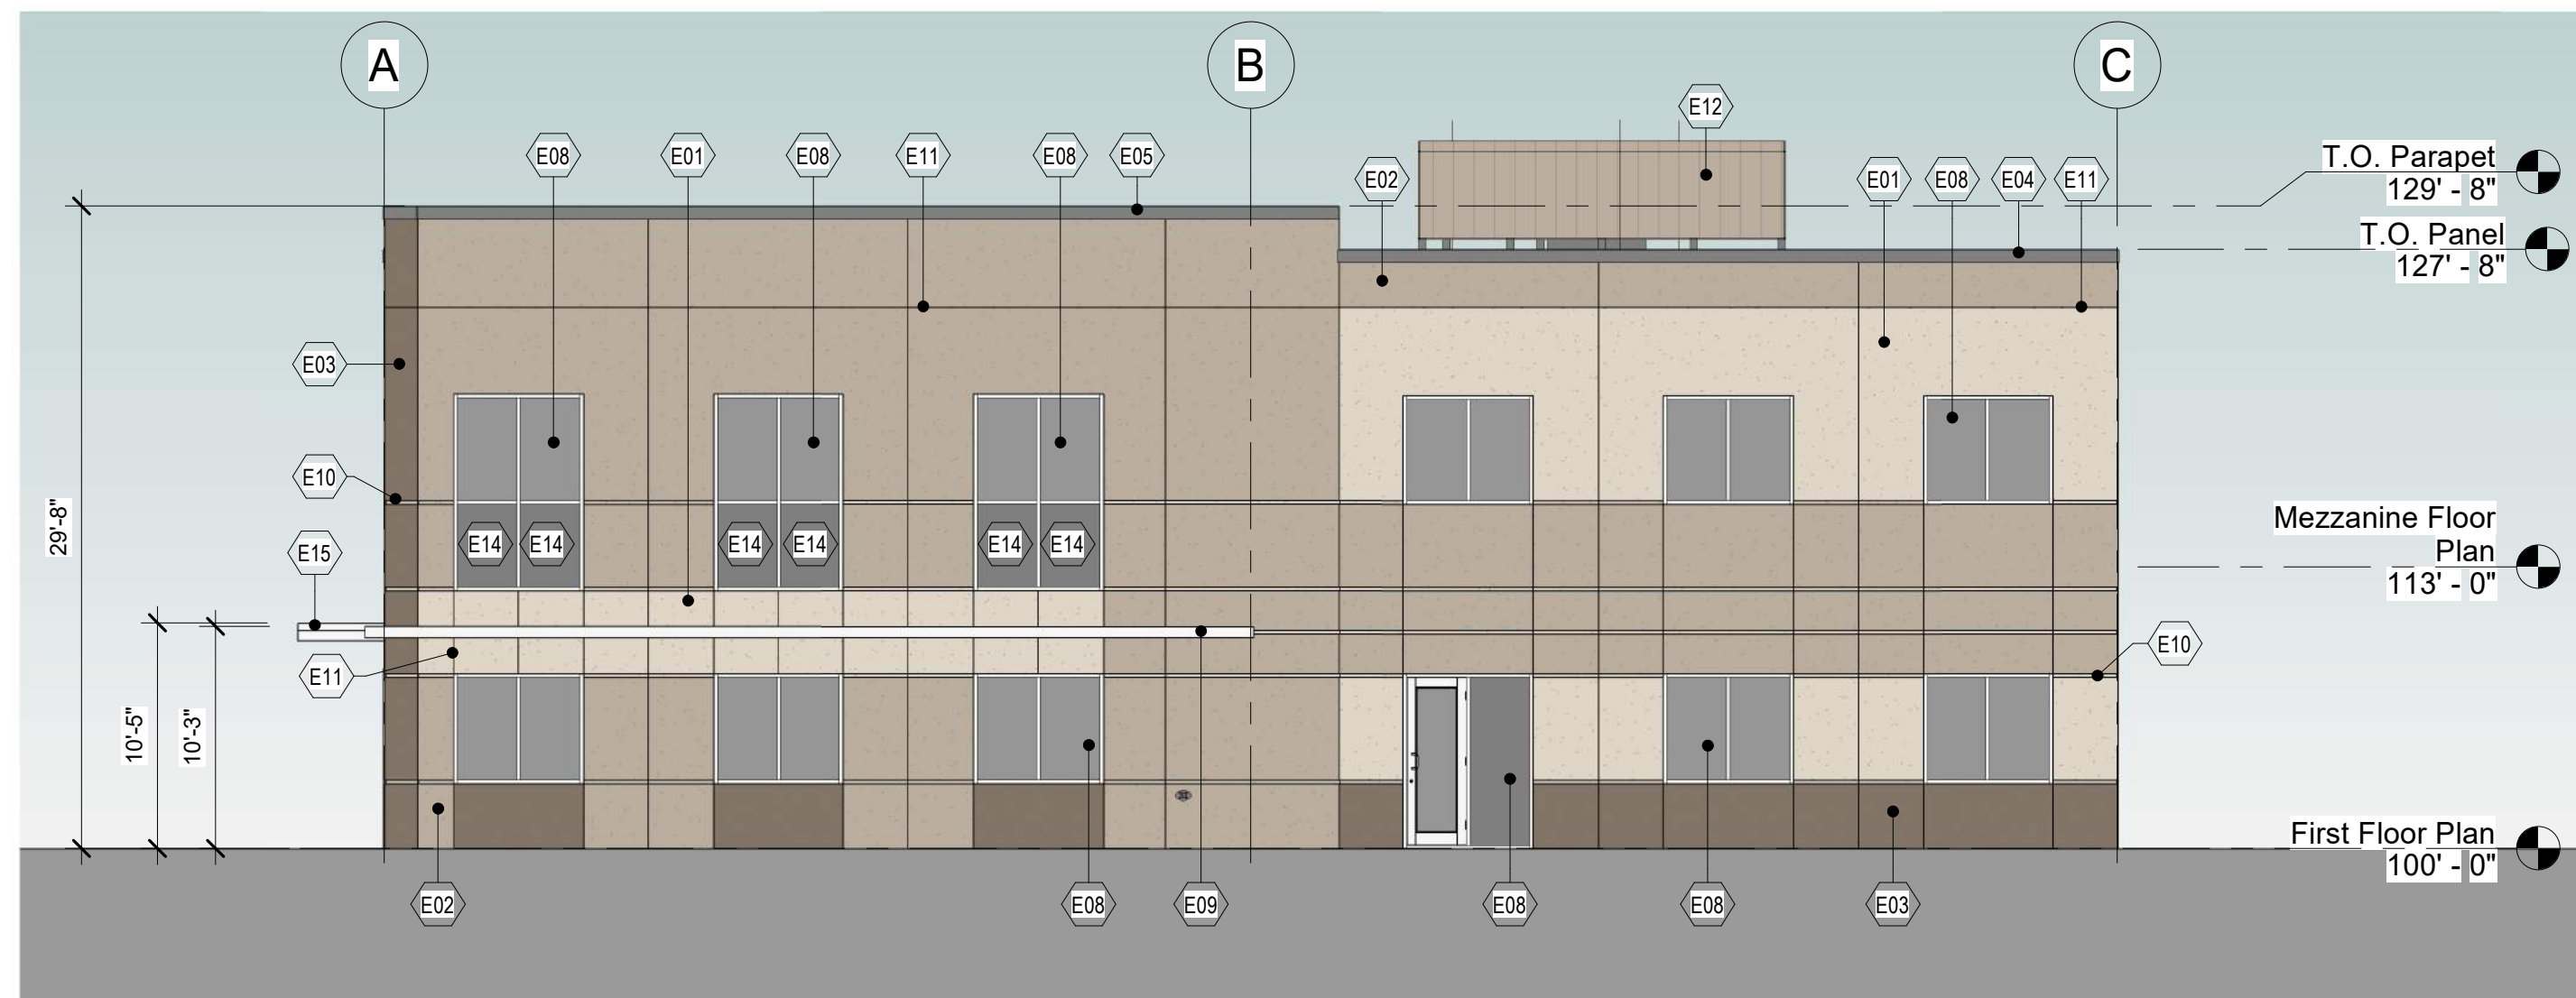 A
B
C
E12
E08
E01
E08
E11
E08
E05
E02
E01
E08
E04
E11
T.O. Parapet
129' - 8"
T.O. Panel
127' - 8"
E03
E10
29'-8"
E15
E14
E14
E14
E14
E14
E14
Mezzanine Floor
Plan
113' - 0"
E11
E10
10'-5"
10'-3"
First Floor Plan
100' - 0"
E02
E08
E09
E08
E08
E03